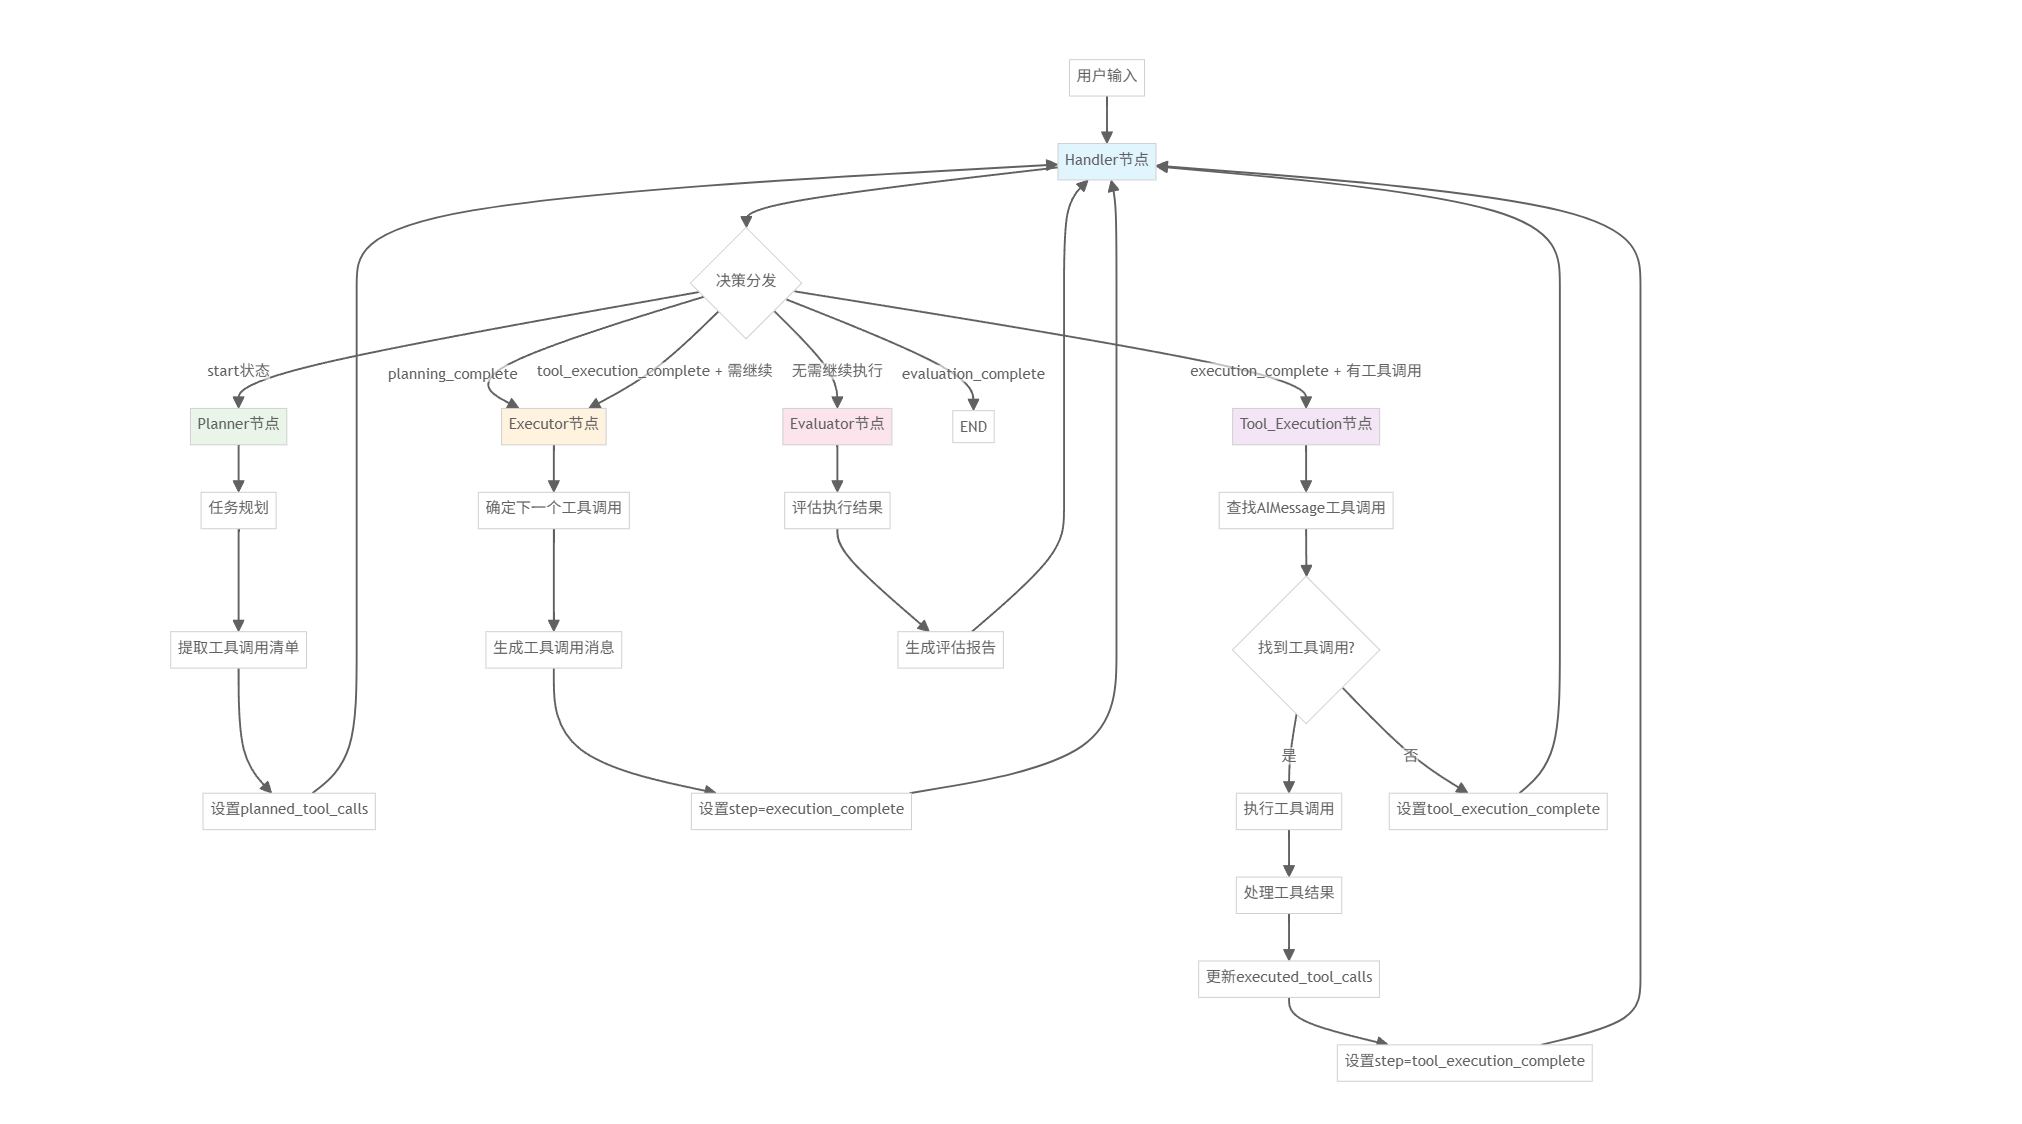 用户输入
Handler节点
决策分发
start状态
planning_complete
tool_execution_complete + 需继续
无需继续执行
evaluation_complete
execution_complete + 有工具调用
Planner节点
Executor节点
Evaluator节点
END
Tool_Execution节点
任务规划
确定下一个工具调用
评估执行结果
查找AIMessage工具调用
提取工具调用清单
生成工具调用消息
生成评估报告
找到工具调用?
是
否
设置planned_tool_calls
设置step=execution_complete
执行工具调用
设置tool_execution_complete
处理工具结果
更新executed_tool_calls
设置step=tool_execution_complete